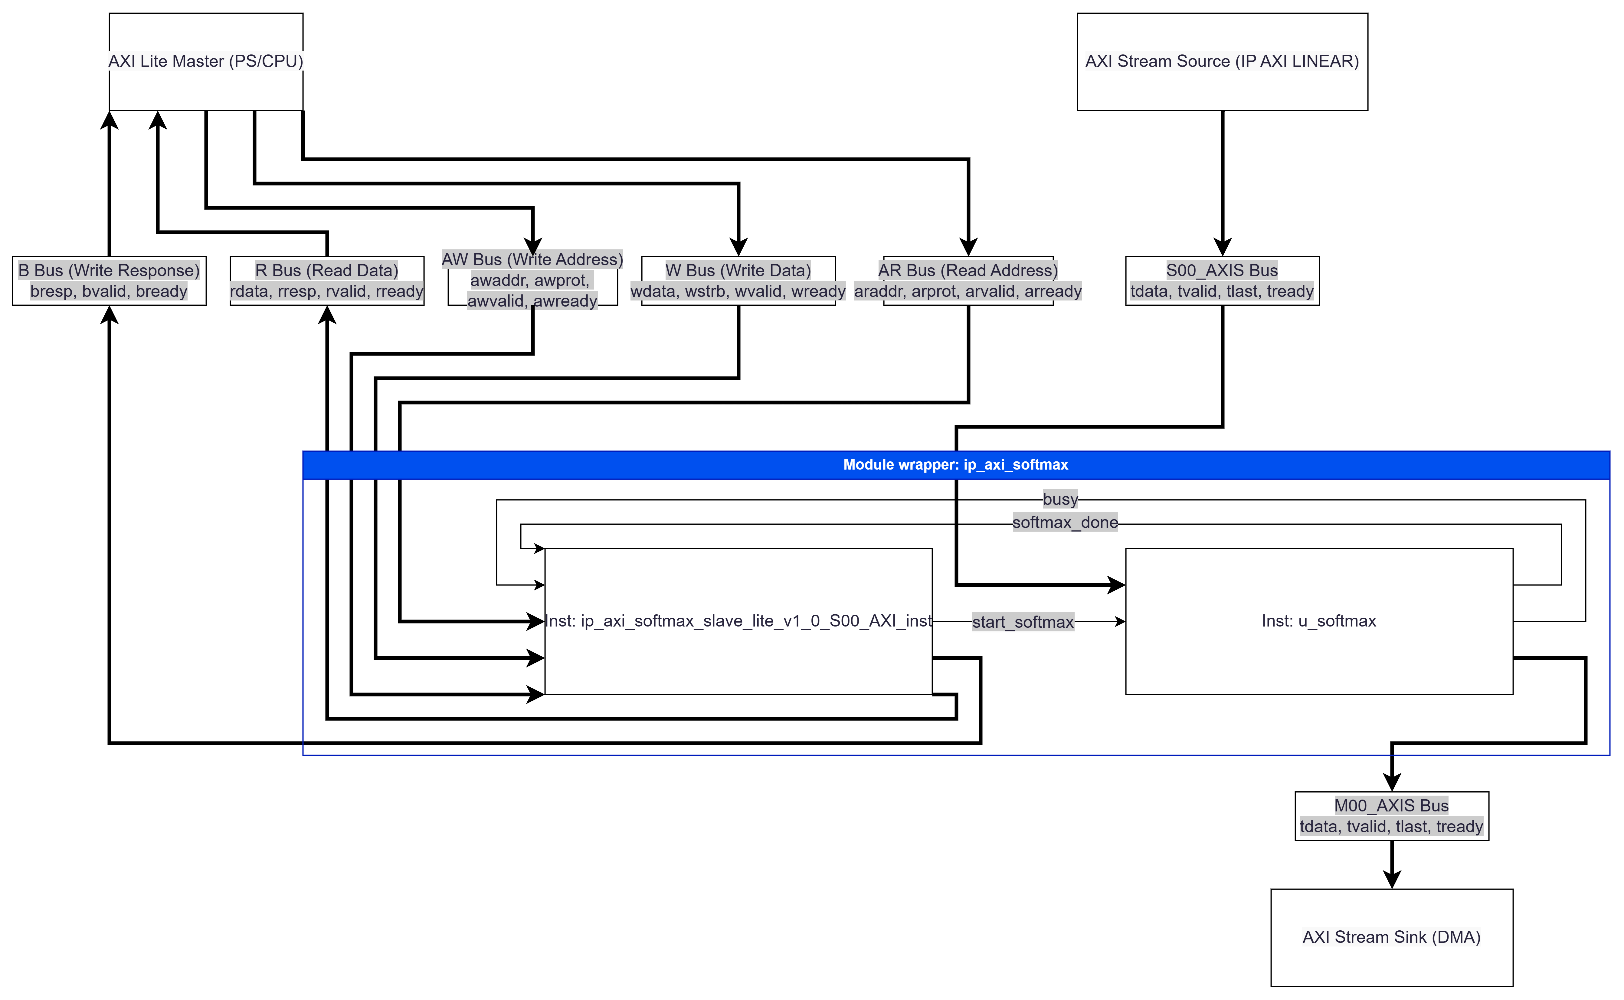 AXI Lite Master (PS/CPU)
AXI Stream Source (IP AXI LINEAR)
B Bus (Write Response)
bresp, bvalid, bready
R Bus (Read Data)
rdata, rresp, rvalid, rready
AW Bus (Write Address)
awaddr, awprot,
awvalid, awready
W Bus (Write Data)
wdata, wstrb, wvalid, wready
AR Bus (Read Address)
araddr, arprot, arvalid, arready
S00_AXIS Bus
tdata, tvalid, tlast, tready
Module wrapper: ip_axi_softmax
busy
softmax_done
Inst: ip_axi_softmax_slave_lite_v1_0_S00_AXI_inst
start_softmax
Inst: u_softmax
M00_AXIS Bus
tdata, tvalid, tlast, tready
AXI Stream Sink (DMA)